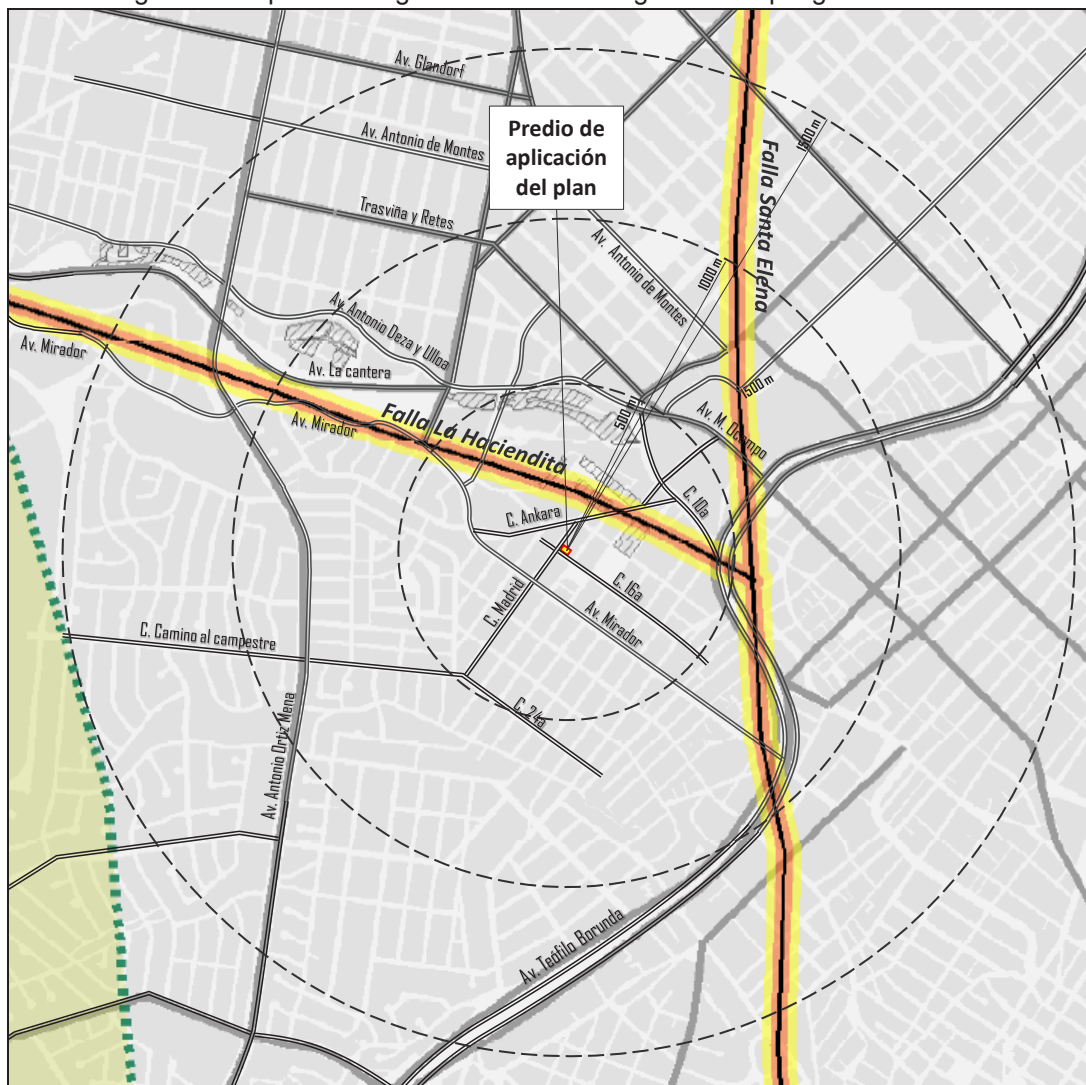 Av. Glandorf
Av. Antonio de Montes
Predio de
aplicación
del plan
1500 m
Falla Santa Elena
Trasviña y Retes
Av. Antonio de Montes
1000 m
Av. Antonio Deza y Ulloa
Av. Mirador
Av. La cantera
1500 m
500 m
Av. M. Ocampo
Falla La Haciendita
Av. Mirador
C. 10a
C. Ankara
C. 16a
C. Madrid
Av. Mirador
C. Camino al campestre
C. 24a
Av. Antonio Ortiz Mena
Av. Teófilo Borunda